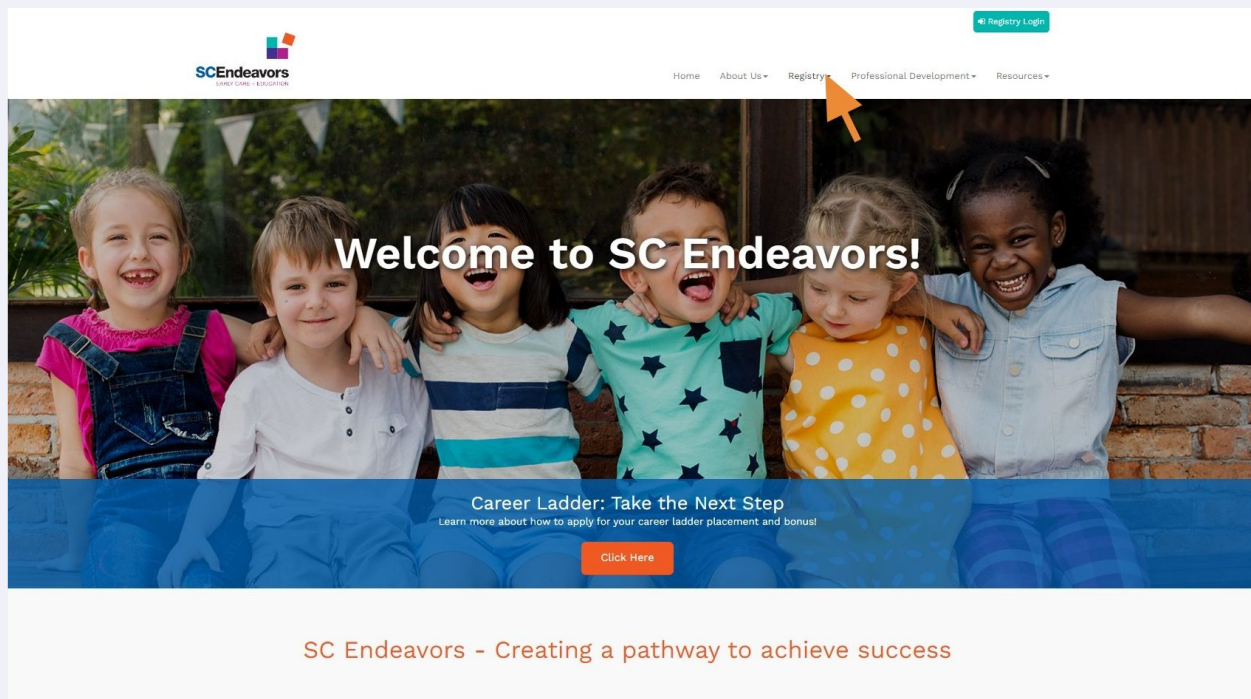 Registry Login
SCEndeavors
EARLY CARE + EDUCATION
Home About Us Registry Professional Development Resources
Welcome to SC Endeavors!
Career Ladder: Take the Next Step
Learn more about how to apply for your career ladder placement and bonus!
Click Here
SC Endeavors - Creating a pathway to achieve success